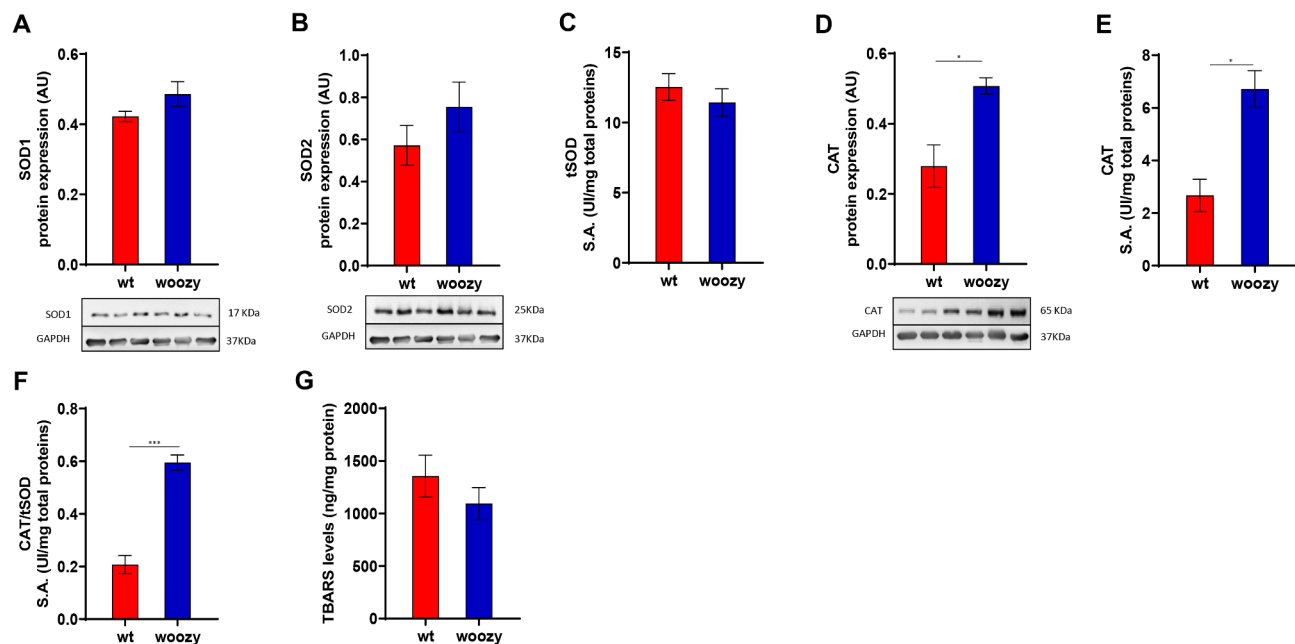 A
SOD1
protein expression (AU)
0.6
0.4
0.2
0.0
wt woozy
SOD1 17 KDa
GAPDH 37KDa
B
SOD2
protein expression (AU)
1.0
0.8
0.6
0.4
0.2
0.0
wt woozy
SOD2 25KDa
GAPDH 37KDa
C
tSOD
S.A. (UI/mg total proteins)
15
10
5
0
wt woozy
D
CAT
protein expression (AU)
0.6
0.4
0.2
0.0
*
wt woozy
CAT 65 KDa
GAPDH 37KDa
E
CAT
S.A. (UI/mg total proteins)
8
6
4
2
0
*
wt woozy
F
CAT/tSOD
S.A. (UI/mg total proteins)
0.8
0.6
0.4
0.2
0.0
***
wt woozy
G
TBARS levels (ng/mg protein)
2000
1500
1000
500
0
wt woozy